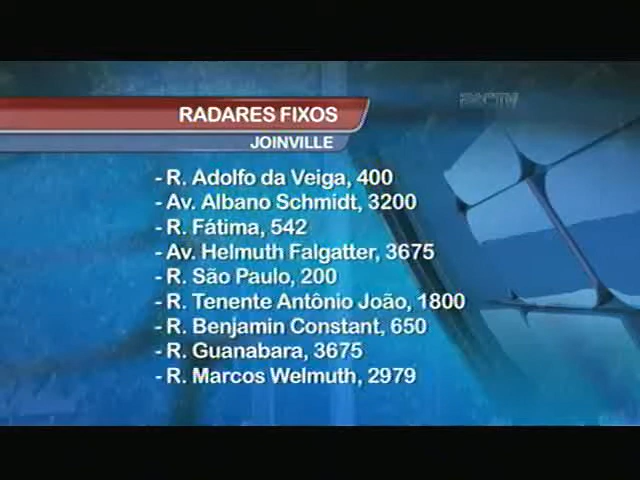 RADARES FIXOS
JOINVILLE
- R. Adolfo da Veiga, 400
- Av. Albano Schmidt, 3200
- R. Fátima, 542
- Av. Helmuth Falgatter, 3675
- R. São Paulo, 200
- R. Tenente Antônio João, 1800
- R. Benjamin Constant, 650
- R. Guanabara, 3675
- R. Marcos Welmuth, 2979